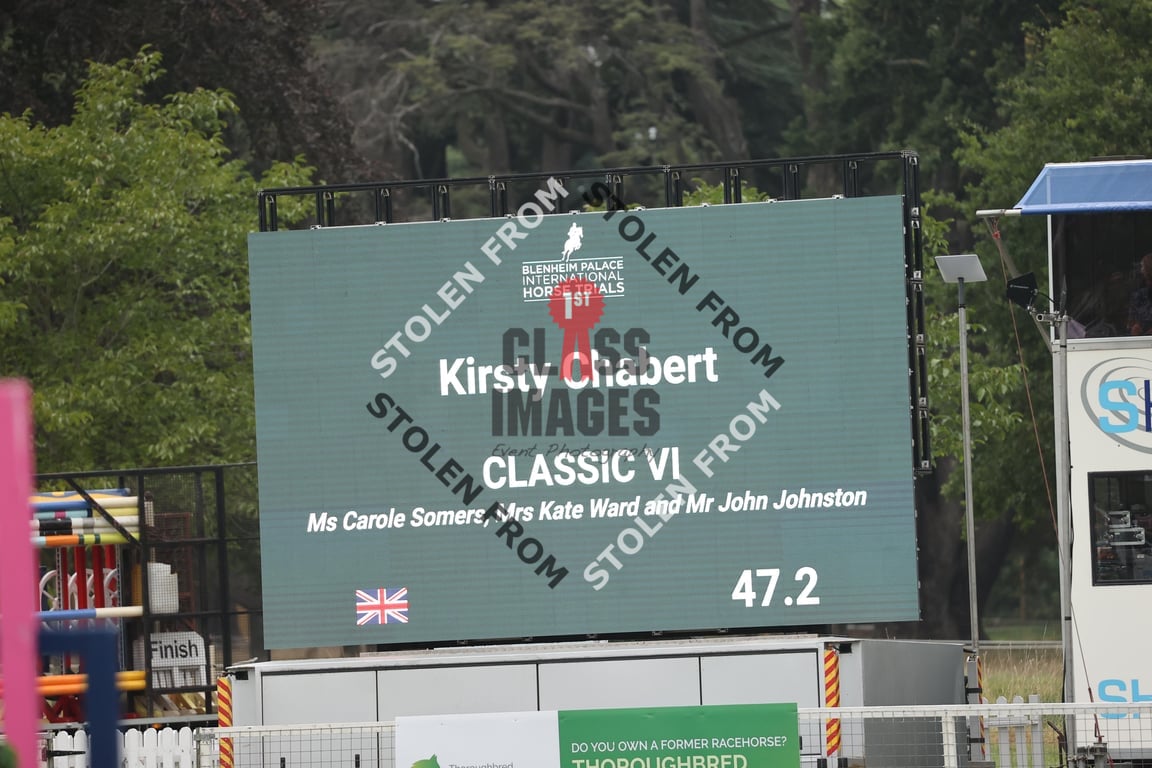 BLENHEIM PALACE
INTERNATIONAL
HORSE TRIALS
1ST
STOLEN FROM
STOLEN FROM
GLASS
IMAGES
Event Photography
Kirsty Chabert
CLASSIC VI
Ms Carole Somers, Mrs Kate Ward and Mr John Johnston
STOLEN FROM
STOLEN FROM
47.2
Finish
Thoroughbred
DO YOU OWN A FORMER RACEHORSE?
THOROUGHBRED